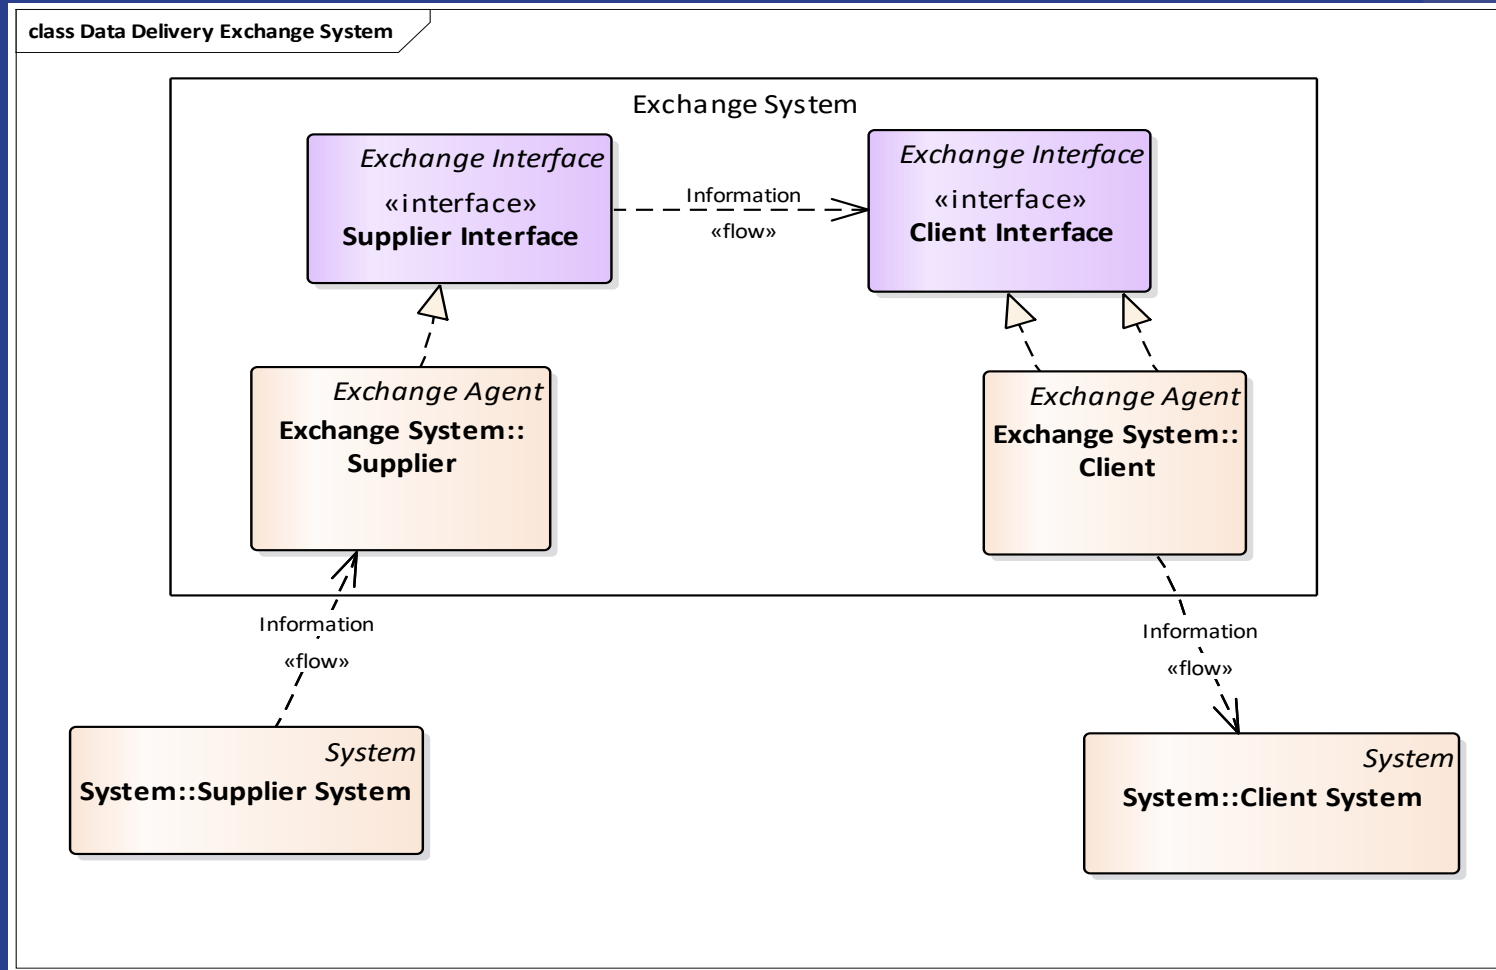 class Data Delivery Exchange System
Exchange System
Exchange Interface
«interface»
Supplier Interface
Information
«flow»
Exchange Interface
«interface»
Client Interface
Exchange Agent
Exchange System::
Supplier
Exchange Agent
Exchange System::
Client
Information
«flow»
Information
«flow»
System
System::Supplier System
System
System::Client System